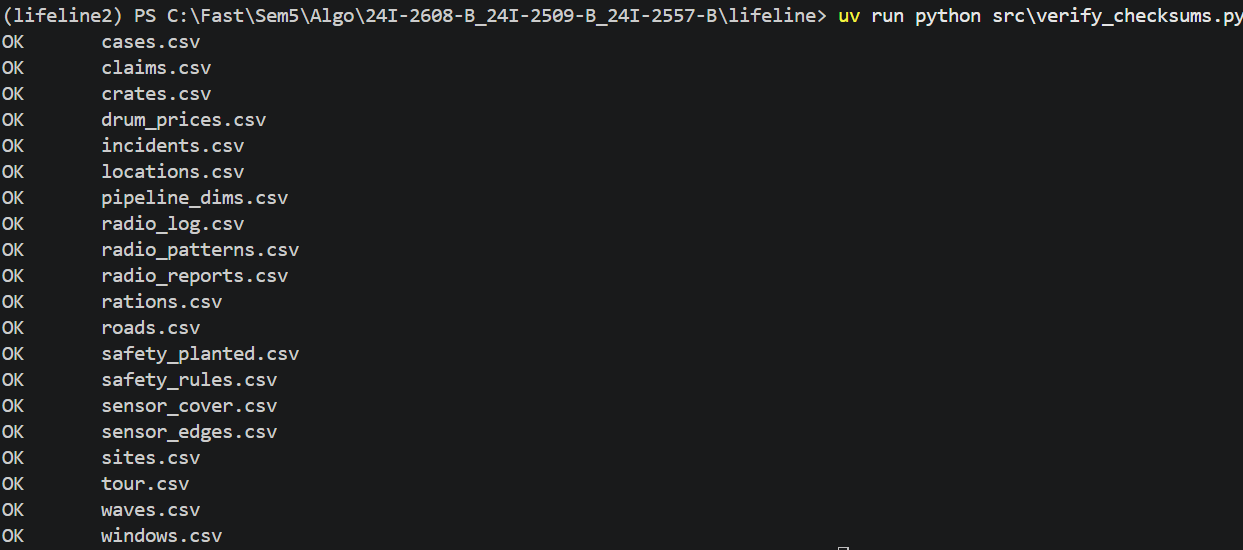 (lifeline2) PS C:\Fast\Sem5\Algo\24I-2608-B_24I-2509-B_24I-2557-B\lifeline> uv run python src\verify_checksums.py
OK cases.csv
OK claims.csv
OK crates.csv
OK drum_prices.csv
OK incidents.csv
OK locations.csv
OK pipeline_dims.csv
OK radio_log.csv
OK radio_patterns.csv
OK radio_reports.csv
OK rations.csv
OK roads.csv
OK safety_planted.csv
OK safety_rules.csv
OK sensor_cover.csv
OK sensor_edges.csv
OK sites.csv
OK tour.csv
OK waves.csv
OK windows.csv